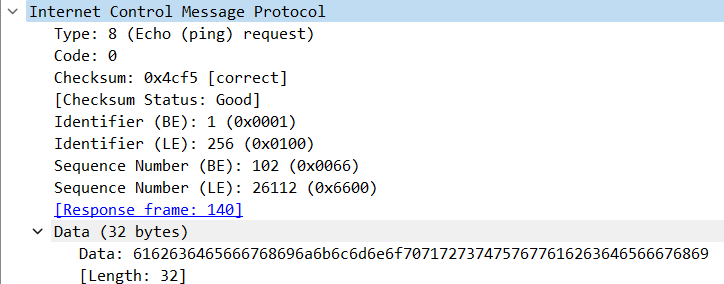 Internet Control Message Protocol
Type: 8 (Echo (ping) request)
Code: 0
Checksum: 0x4cf5 [correct]
[Checksum Status: Good]
Identifier (BE): 1 (0x0001)
Identifier (LE): 256 (0x0100)
Sequence Number (BE): 102 (0x0066)
Sequence Number (LE): 26112 (0x6600)
[Response frame: 140]
Data (32 bytes)
Data: 6162636465666768696a6b6c6d6e6f7071727374757677616263646566676869
[Length: 32]